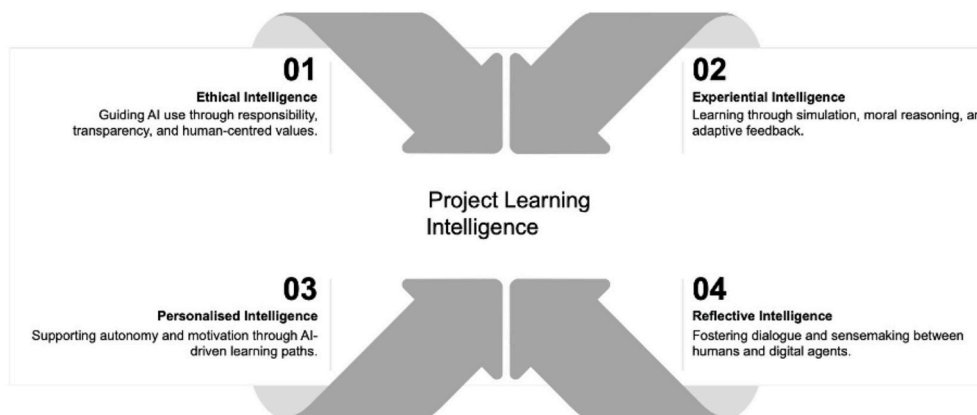 01
Ethical Intelligence
Guiding AI use through responsibility,
transparency, and human-centred values.
02
Experiential Intelligence
Learning through simulation, moral reasoning,
adaptive feedback.
Project Learning
Intelligence
03
Personalised Intelligence
Supporting autonomy and motivation through AI-
driven learning paths.
04
Reflective Intelligence
Fostering dialogue and sensemaking between
humans and digital agents.